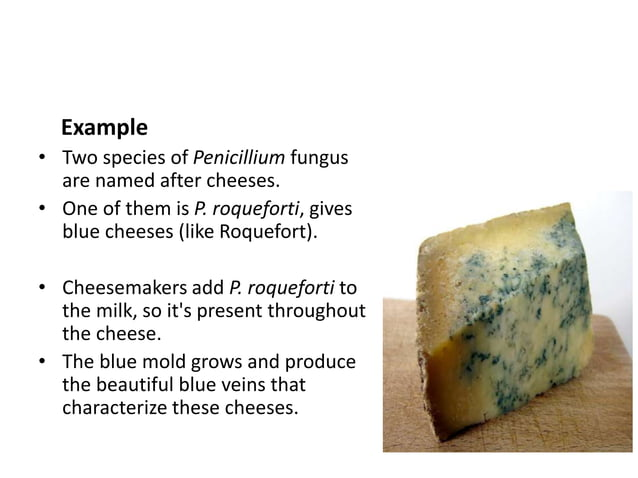 Example
• Two species of Penicillium fungus
are named after cheeses.
• One of them is P. roqueforti, gives
blue cheeses (like Roquefort).
• Cheesemakers add P. roqueforti to
the milk, so it's present throughout
the cheese.
• The blue mold grows and produce
the beautiful blue veins that
characterize these cheeses.